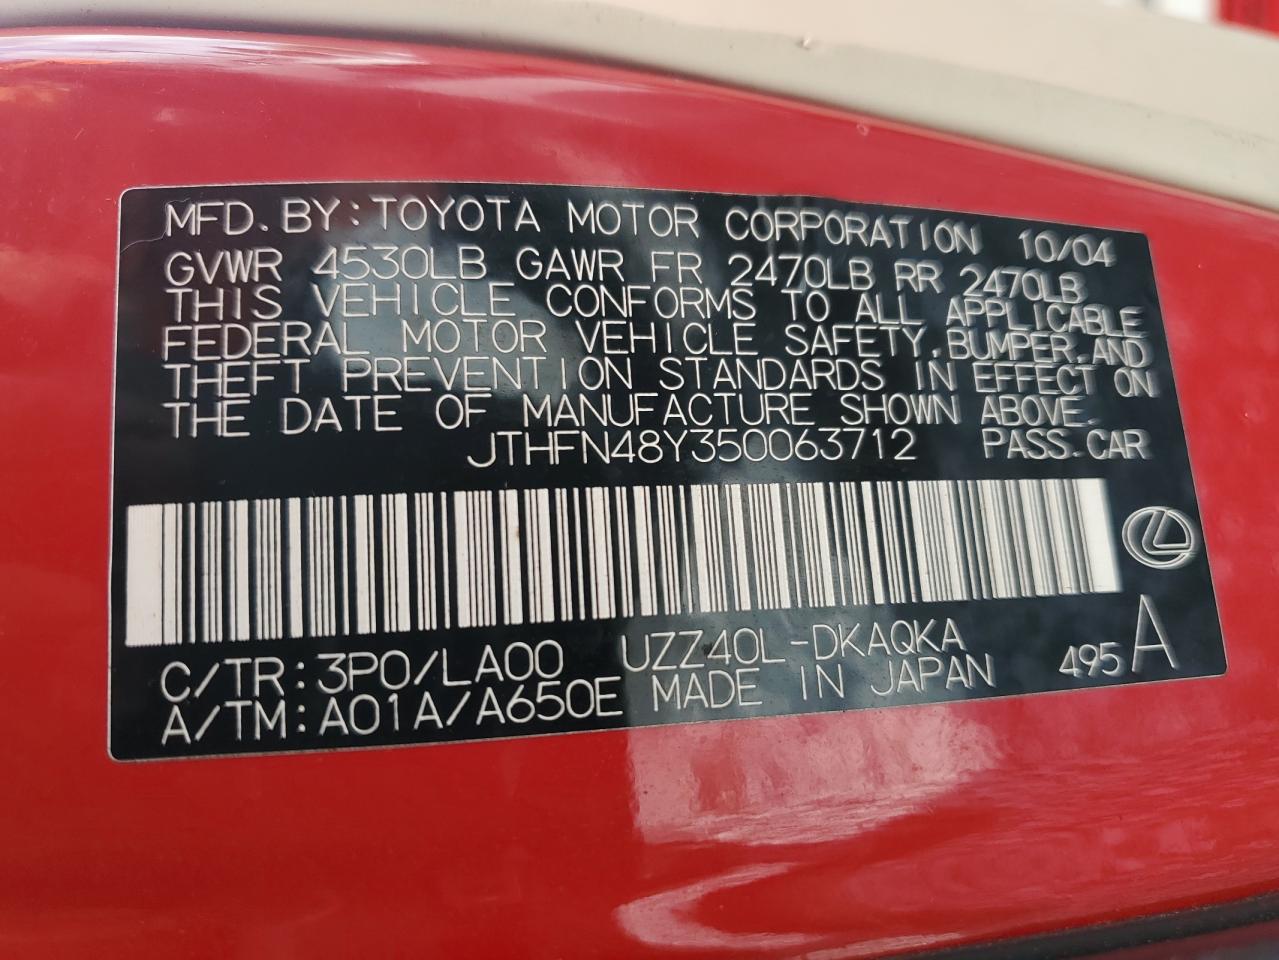 MFD. BY: TOYOTA MOTOR CORPORATION 10/04
GVWR 4530LB GAWR FR 2470LB RR 2470LB
THIS VEHICLE CONFORMS TO ALL APPLICABLE
FEDERAL MOTOR VEHICLE SAFETY, BUMPER, AND
THEFT PREVENTION STANDARDS IN EFFECT ON
THE DATE OF MANUFACTURE SHOWN ABOVE.
JTHFN48Y350063712 PASS. CAR
C/TR: 3P0/LA00 UZZ40L-DKAQKA
A/TM: A01A/A650E MADE IN JAPAN 495 A